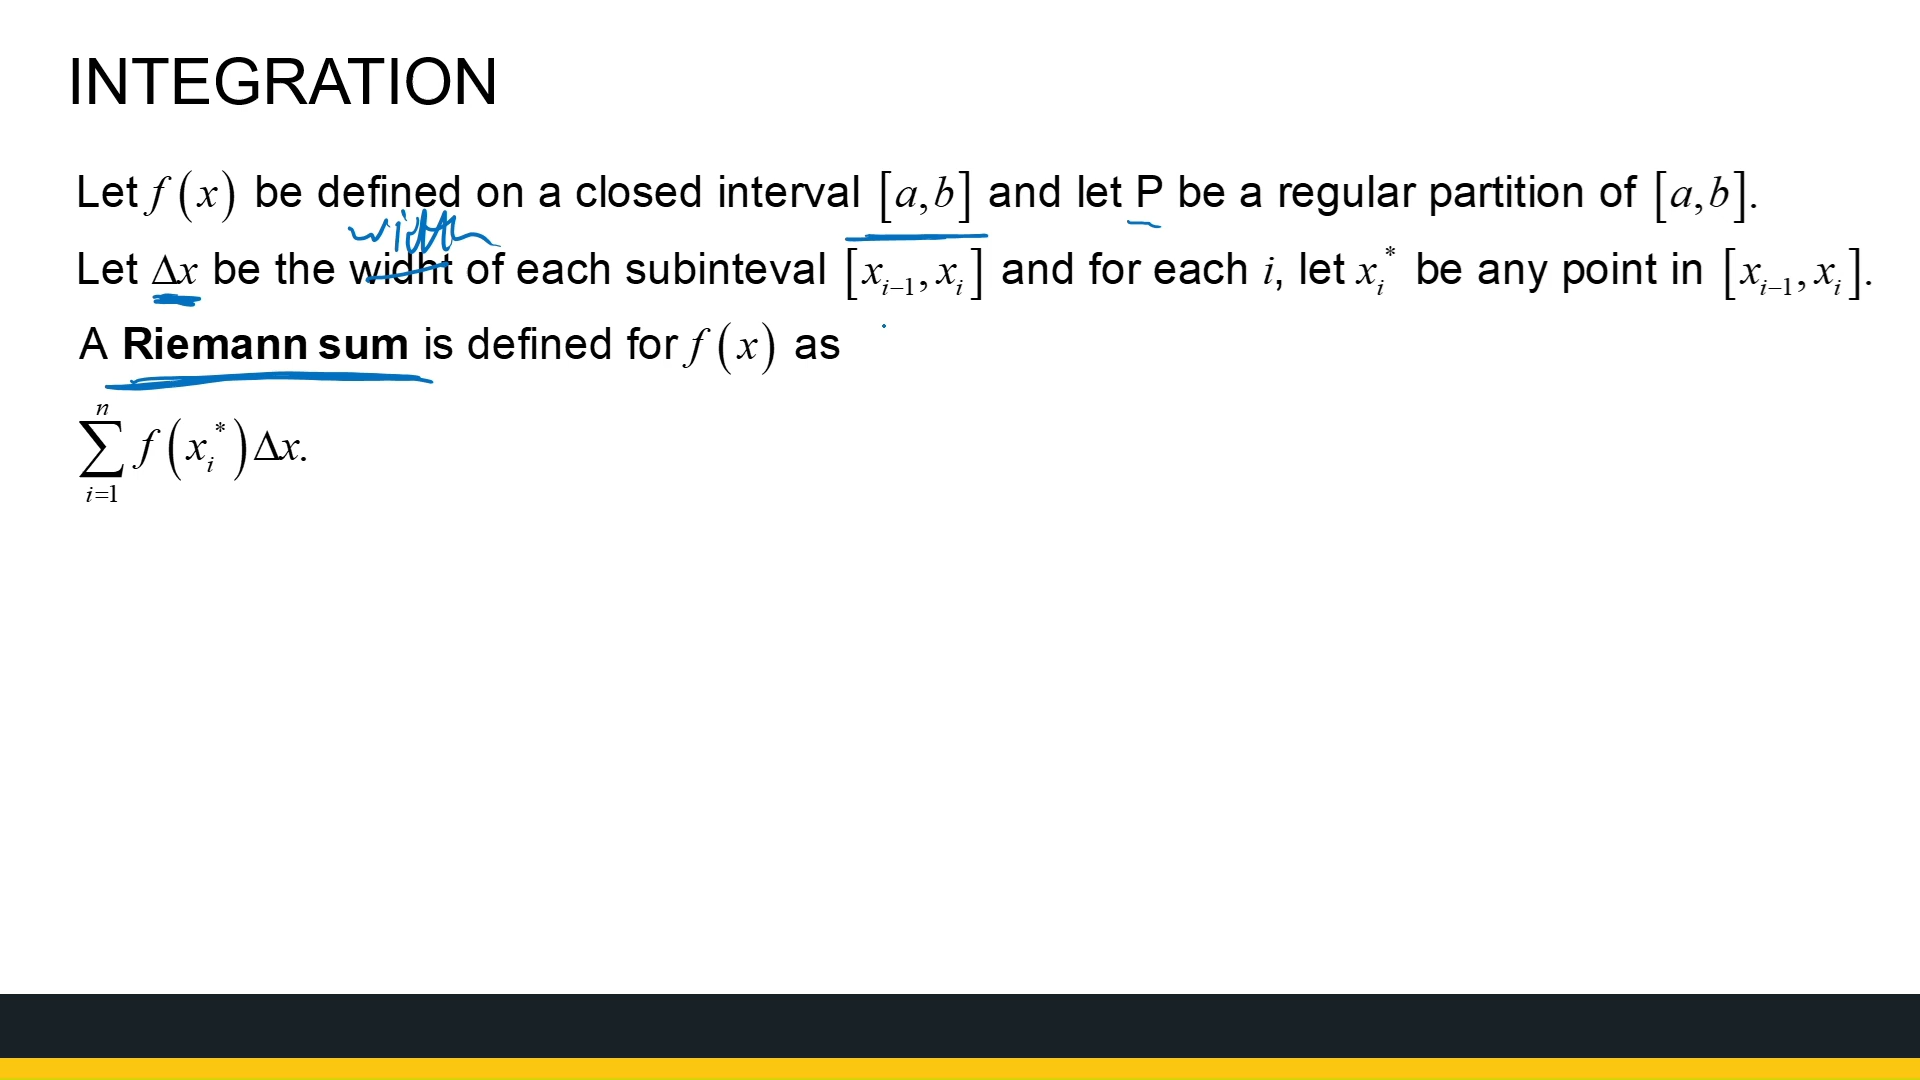 INTEGRATION
Let f(x) be defined on a closed interval [a,b] and let P be a regular partition of [a,b].
width
Let Δx be the widht of each subinteval [x_{i−1}, x_i] and for each i, let x_i^* be any point in [x_{i−1}, x_i].
A Riemann sum is defined for f(x) as
∑_{i=1}^{n} f(x_i^*)Δx.